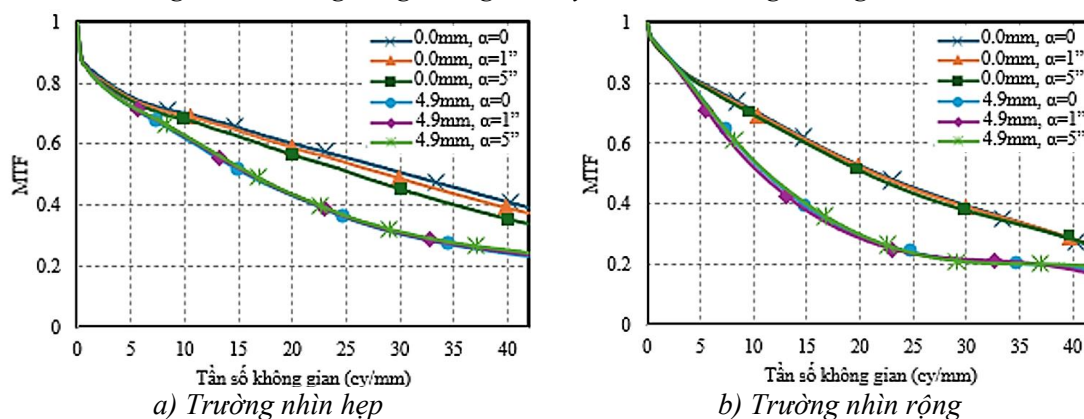 1
0.8
0.6
0.4
0.2
0
MTF
0.0mm, α=0
0.0mm, α=1”
0.0mm, α=5”
4.9mm, α=0
4.9mm, α=1”
4.9mm, α=5”
0 5 10 15 20 25 30 35 40
Tần số không gian (cy/mm)
a) Trường nhìn hẹp
1
0.8
0.6
0.4
0.2
0
MTF
0.0mm, α=0
0.0mm, α=1”
0.0mm, α=5”
4.9mm, α=0
4.9mm, α=1”
4.9mm, α=5”
0 5 10 15 20 25 30 35 40
Tần số không gian (cy/mm)
b) Trường nhìn rộng